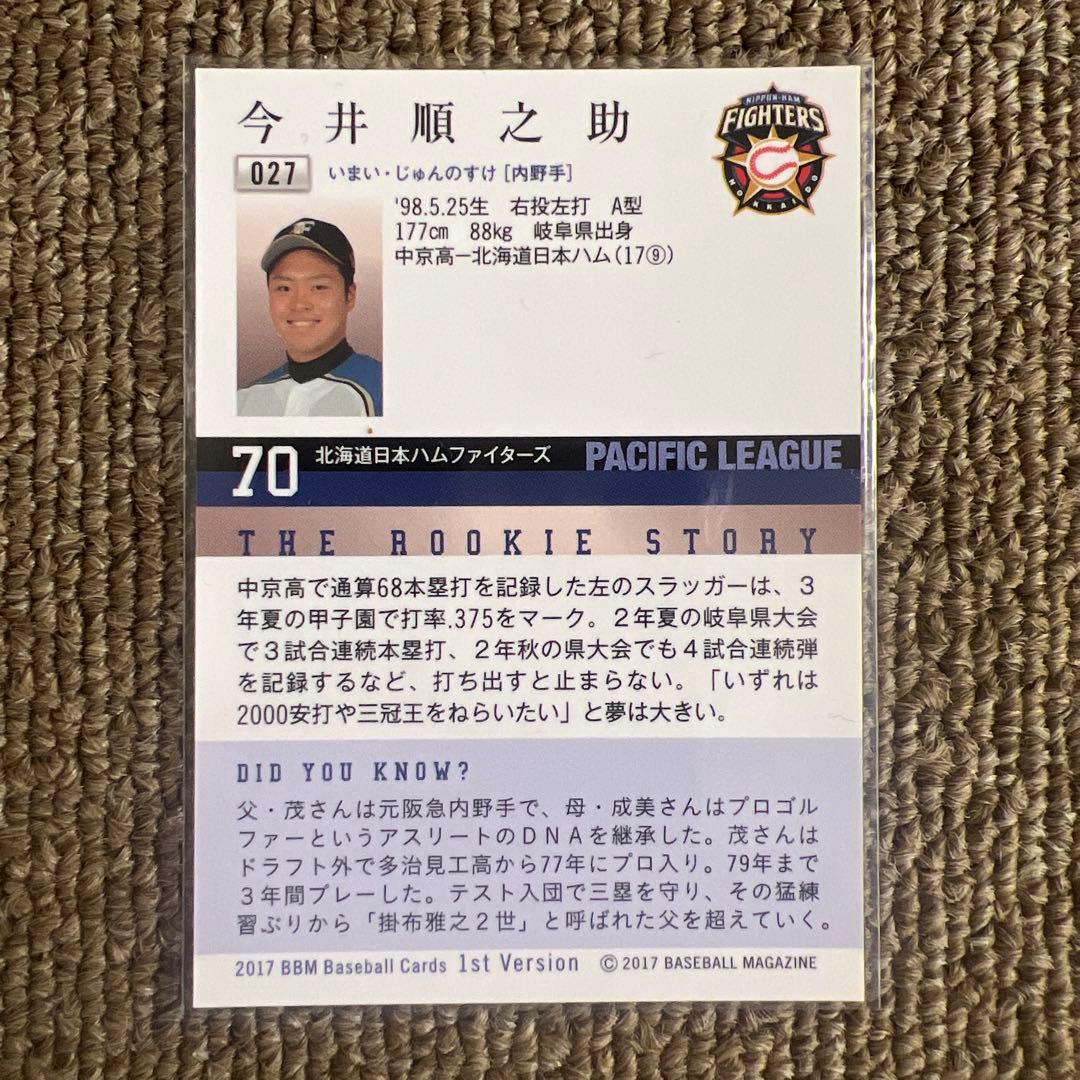 今井順之助
NIPPON-HAM
FIGHTERS
HOKKAIDO
027 いまい・じゅんのすけ [内野手]
F
'98.5.25生 右投左打 A型
177cm 88kg 岐阜県出身
中京高ー北海道日本ハム(17⑨)
70 北海道日本ハムファイターズ PACIFIC LEAGUE
THE ROOKIE STORY
中京高で通算68本塁打を記録した左のスラッガーは、3
年夏の甲子園で打率.375をマーク。2年夏の岐阜県大会
で3試合連続本塁打、2年秋の県大会でも4試合連続弾
を記録するなど、打ち出すと止まらない。「いずれは
2000安打や三冠王をねらいたい」と夢は大きい。
DID YOU KNOW?
父・茂さんは元阪急内野手で、母・成美さんはプロゴル
ファーというアスリートのDNAを継承した。茂さんは
ドラフト外で多治見工高から77年にプロ入り。79年まで
3年間プレーした。テスト入団で三塁を守り、その猛練
習ぶりから「掛布雅之2世」と呼ばれた父を超えていく。
2017 BBM Baseball Cards 1st Version © 2017 BASEBALL MAGAZINE